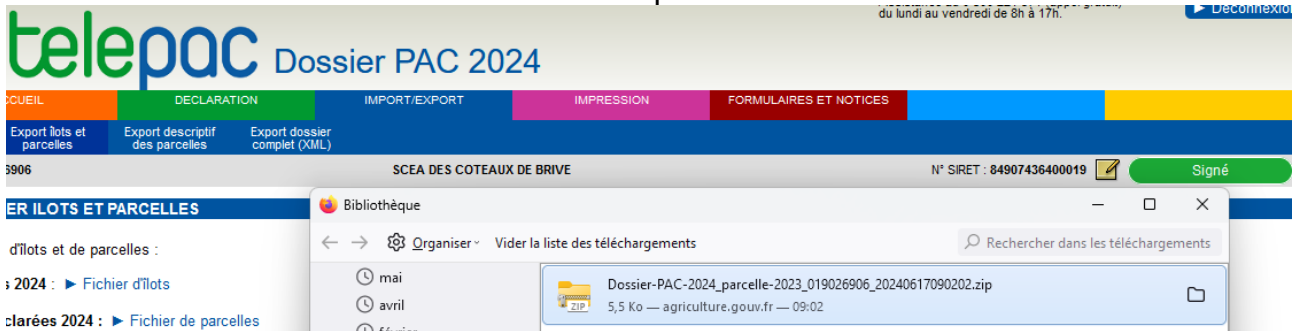 du lundi au vendredi de 8h à 17h.
Déconnexion
telepac Dossier PAC 2024
CCUEIL DECLARATION IMPORT/EXPORT IMPRESSION FORMULAIRES ET NOTICES
Export îlots et parcelles
Export descriptif des parcelles
Export dossier complet (XML)
6906 SCEA DES COTEAUX DE BRIVE N° SIRET : 84907436400019 Signé
ER ILOTS ET PARCELLES
Bibliothèque
Organiser Vider la liste des téléchargements Rechercher dans les téléchargements
d'îlots et de parcelles :
mai
Dossier-PAC-2024_parcelle-2023_019026906_20240617090202.zip
s 2024 : ► Fichier d'îlots
ZIP
5,5 Ko — agriculture.gouv.fr — 09:02
avril
clarées 2024 : ► Fichier de parcelles